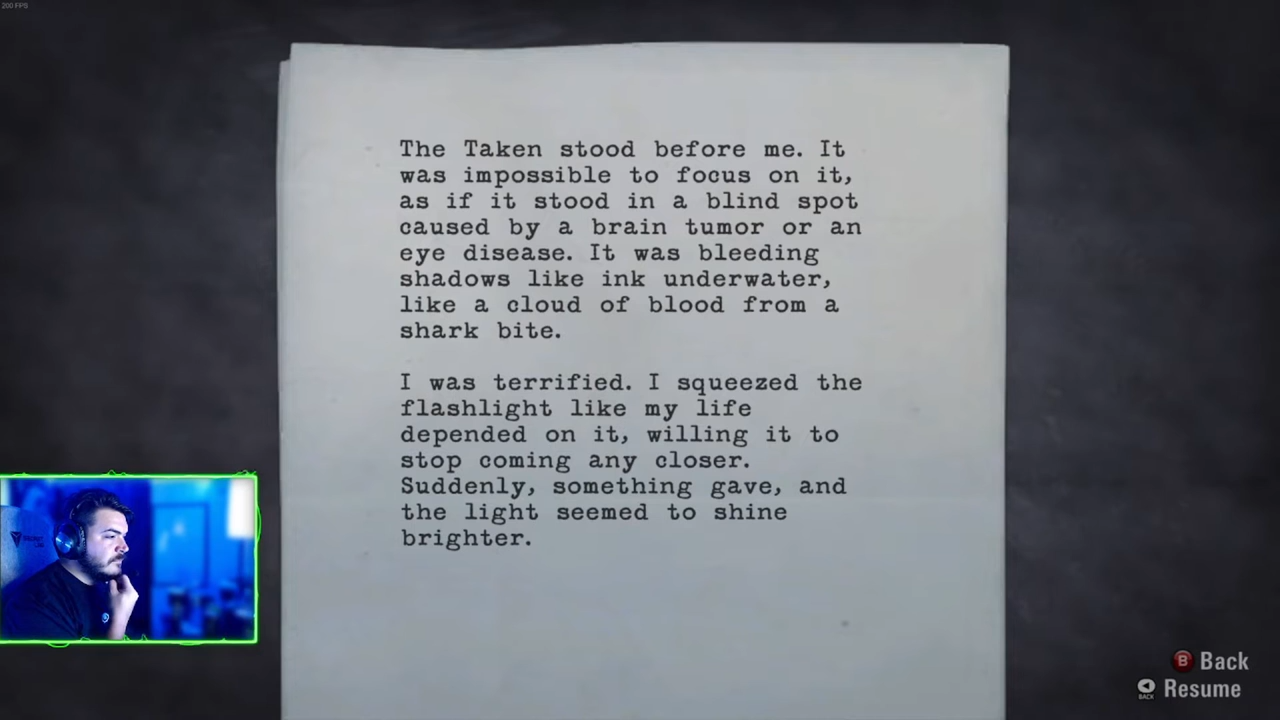 200 FPS
The Taken stood before me. It
was impossible to focus on it,
as if it stood in a blind spot
caused by a brain tumor or an
eye disease. It was bleeding
shadows like ink underwater,
like a cloud of blood from a
shark bite.
I was terrified. I squeezed the
flashlight like my life
depended on it, willing it to
stop coming any closer.
Suddenly, something gave, and
the light seemed to shine
brighter.
B Back
BACK Resume